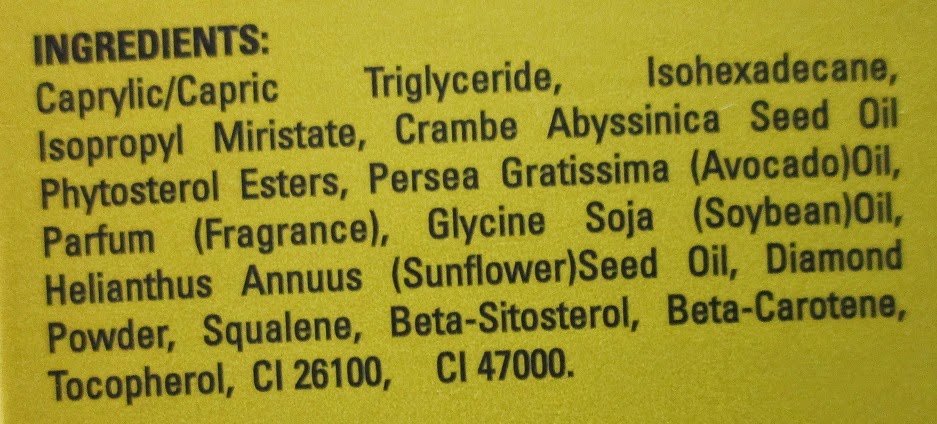 INGREDIENTS:
Caprylic/Capric Triglyceride, Isohexadecane,
Isopropyl Miristate, Crambe Abyssinica Seed Oil
Phytosterol Esters, Persea Gratissima (Avocado)Oil,
Parfum (Fragrance), Glycine Soja (Soybean)Oil,
Helianthus Annuus (Sunflower)Seed Oil, Diamond
Powder, Squalene, Beta-Sitosterol, Beta-Carotene,
Tocopherol, CI 26100, CI 47000.